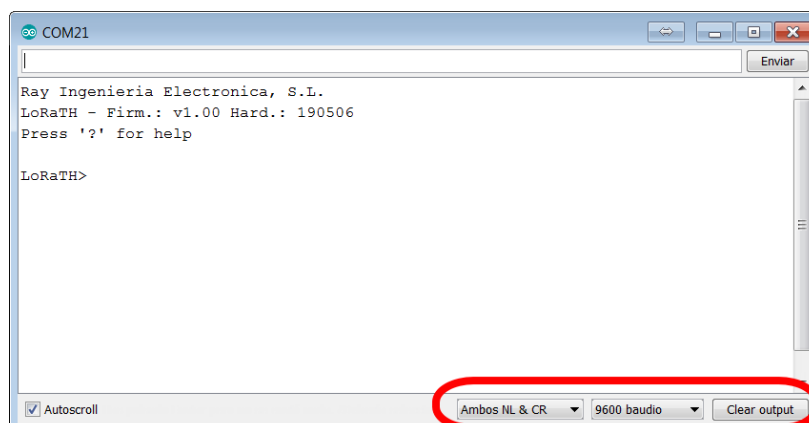 COM21
Enviar
Ray Ingenieria Electronica, S.L.
LoRaTH - Firm.: v1.00 Hard.: 190506
Press '?' for help
LoRaTH>
Autoscroll
Ambos NL & CR
9600 baudio
Clear output